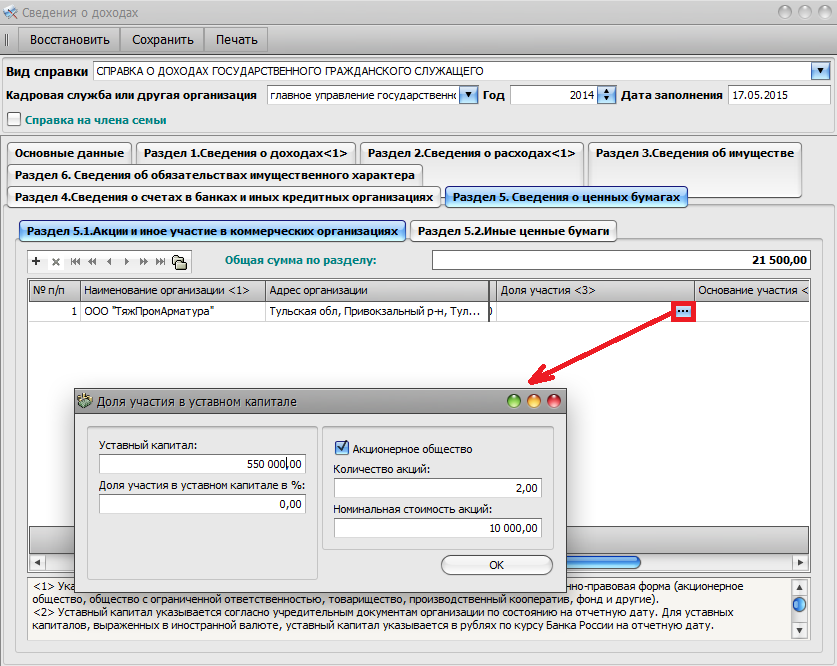 Сведения о доходах
Восстановить Сохранить Печать
Вид справки СПРАВКА О ДОХОДАХ ГОСУДАРСТВЕННОГО ГРАЖДАНСКОГО СЛУЖАЩЕГО
Кадровая служба или другая организация главное управление государственно Год 2014 Дата заполнения 17.05.2015
Справка на члена семьи
Основные данные Раздел 1.Сведения о доходах<1> Раздел 2.Сведения о расходах<1> Раздел 3.Сведения об имуществе
Раздел 6. Сведения об обязательствах имущественного характера
Раздел 4.Сведения о счетах в банках и иных кредитных организациях Раздел 5. Сведения о ценных бумагах
Раздел 5.1.Акции и иное участие в коммерческих организациях Раздел 5.2.Иные ценные бумаги
Общая сумма по разделу: 21 500,00
№ п/п Наименование организации <1> Адрес организации Доля участия <3> Основание участия <
1 ООО "ТяжПромАрматура" Тульская обл, Привокзальный р-н, Тул... ...
Доля участия в уставном капитале
Уставный капитал:
550 000,00
Доля участия в уставном капитале в %:
0,00
Акционерное общество
Количество акций:
2,00
Номинальная стоимость акций:
10 000,00
OK
<1> Ука нно-правовая форма (акционерное
общество, общество с ограниченной ответственностью, товарищество, производственный кооператив, фонд и другие).
<2> Уставный капитал указывается согласно учредительным документам организации по состоянию на отчетную дату. Для уставных
капиталов, выраженных в иностранной валюте, уставный капитал указывается в рублях по курсу Банка России на отчетную дату.